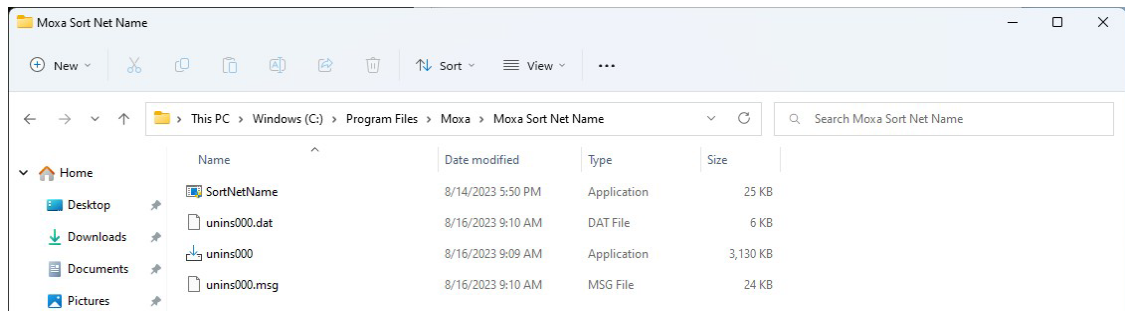 Moxa Sort Net Name
New Sort View
This PC > Windows (C:) > Program Files > Moxa > Moxa Sort Net Name Search Moxa Sort Net Name
Name Date modified Type Size
Home
SortNetName 8/14/2023 5:50 PM Application 25 KB
Desktop
unins000.dat 8/16/2023 9:10 AM DAT File 6 KB
Downloads
unins000 8/16/2023 9:09 AM Application 3,130 KB
Documents
unins000.msg 8/16/2023 9:10 AM MSG File 24 KB
Pictures